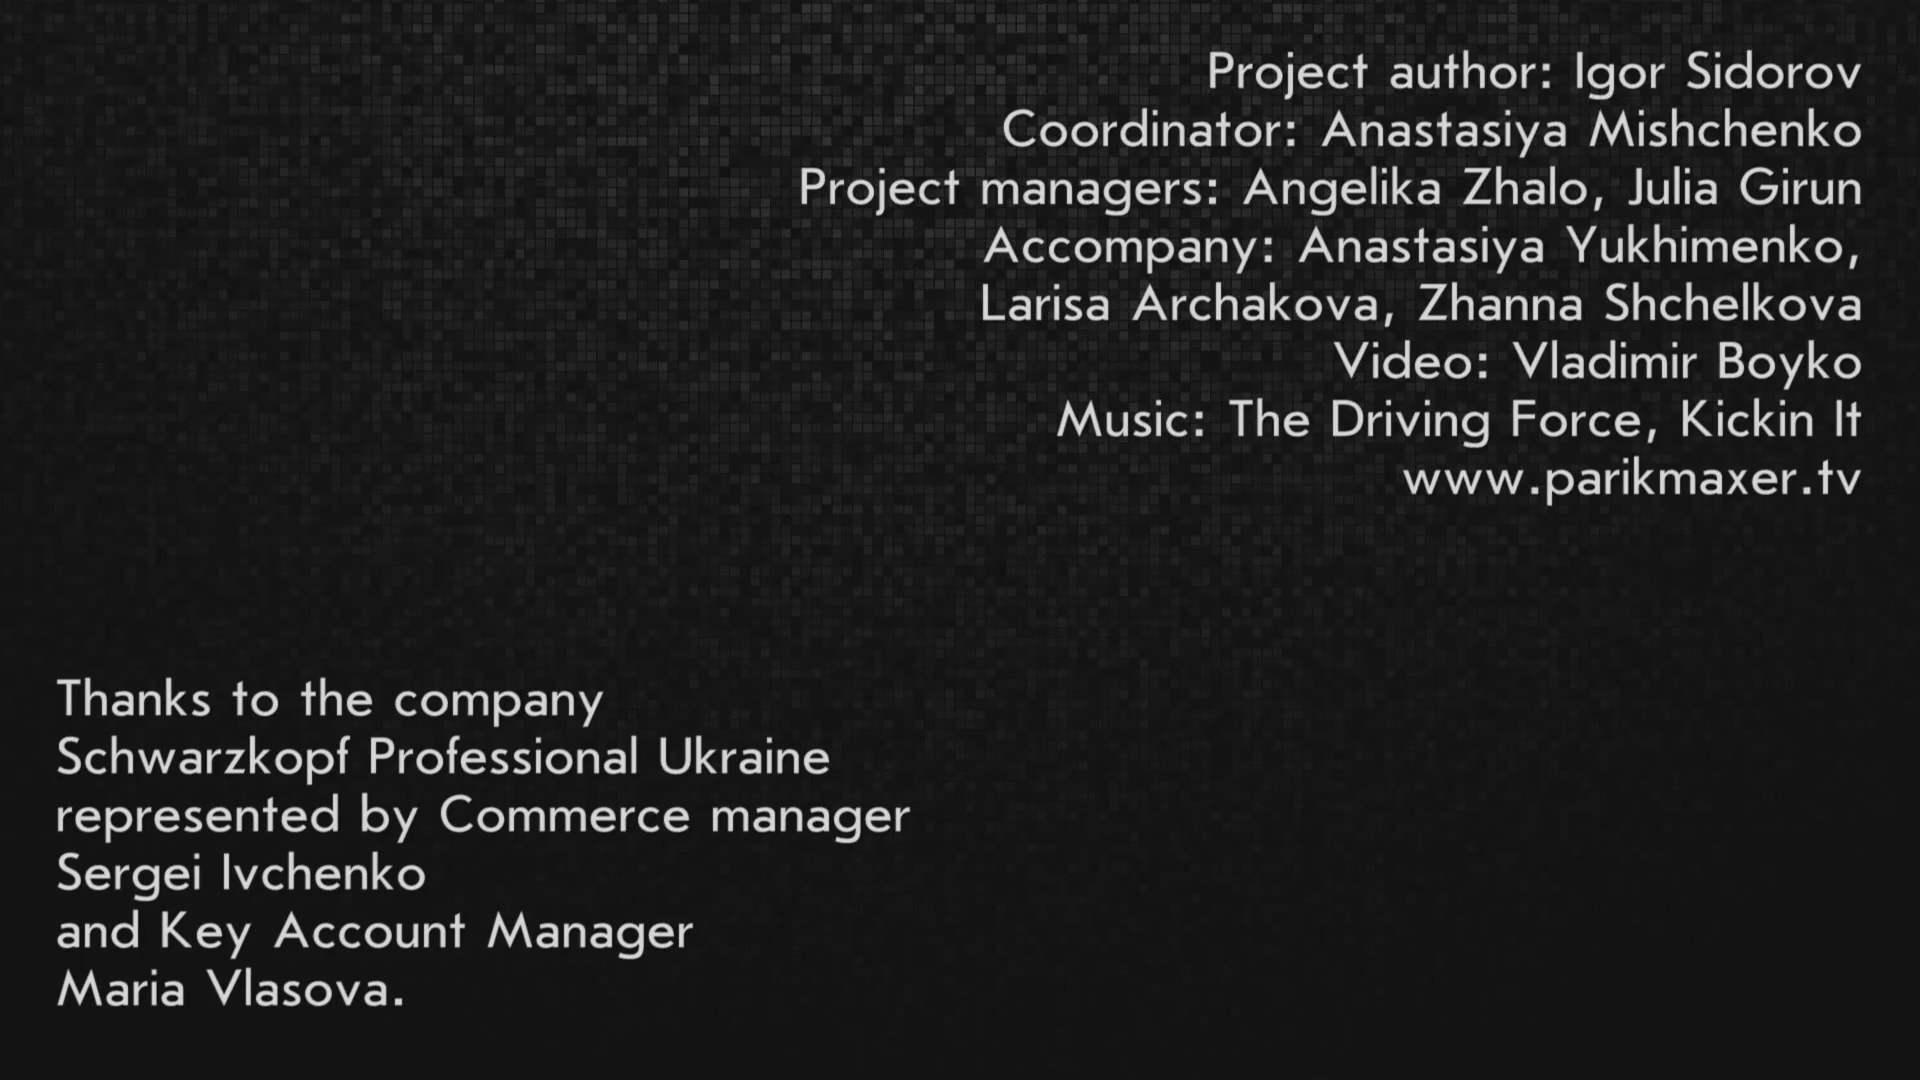 Project author: Igor Sidorov
Coordinator: Anastasiya Mishchenko
Project managers: Angelika Zhalo, Julia Girun
Accompany: Anastasiya Yukhimenko,
Larisa Archakova, Zhanna Shchelkova
Video: Vladimir Boyko
Music: The Driving Force, Kickin It
www.parikmaxer.tv
Thanks to the company
Schwarzkopf Professional Ukraine
represented by Commerce manager
Sergei Ivchenko
and Key Account Manager
Maria Vlasova.